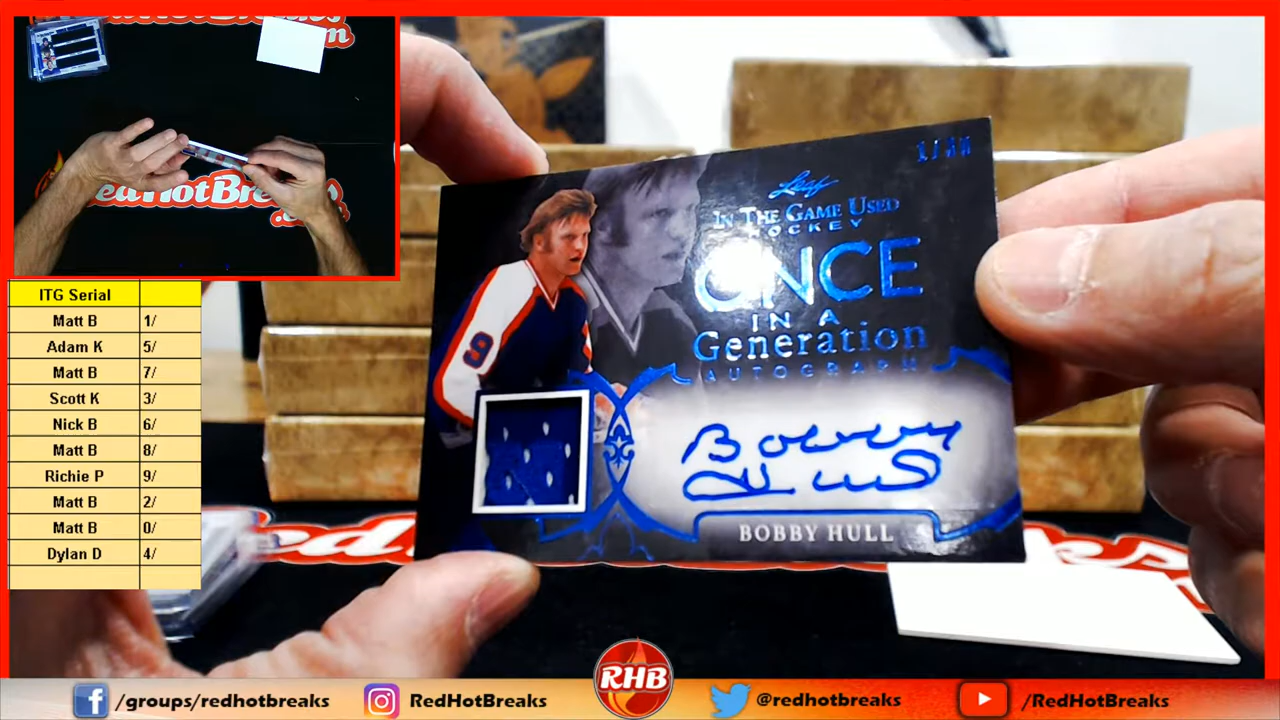 ITG Serial
Matt B 1/
Adam K 5/
Matt B 7/
Scott K 3/
Nick B 6/
Matt B 8/
Richie P 9/
Matt B 2/
Matt B 0/
Dylan D 4/
edHotBre
.com
Leaf
IN THE GAME USED
HOCKEY
ONCE
IN A
Generation
AUTOGRAPH
9
Bobby
Hull
BOBBY HULL
RHB
/groups/redhotbreaks
RedHotBreaks
@redhotbreaks
/RedHotBreaks